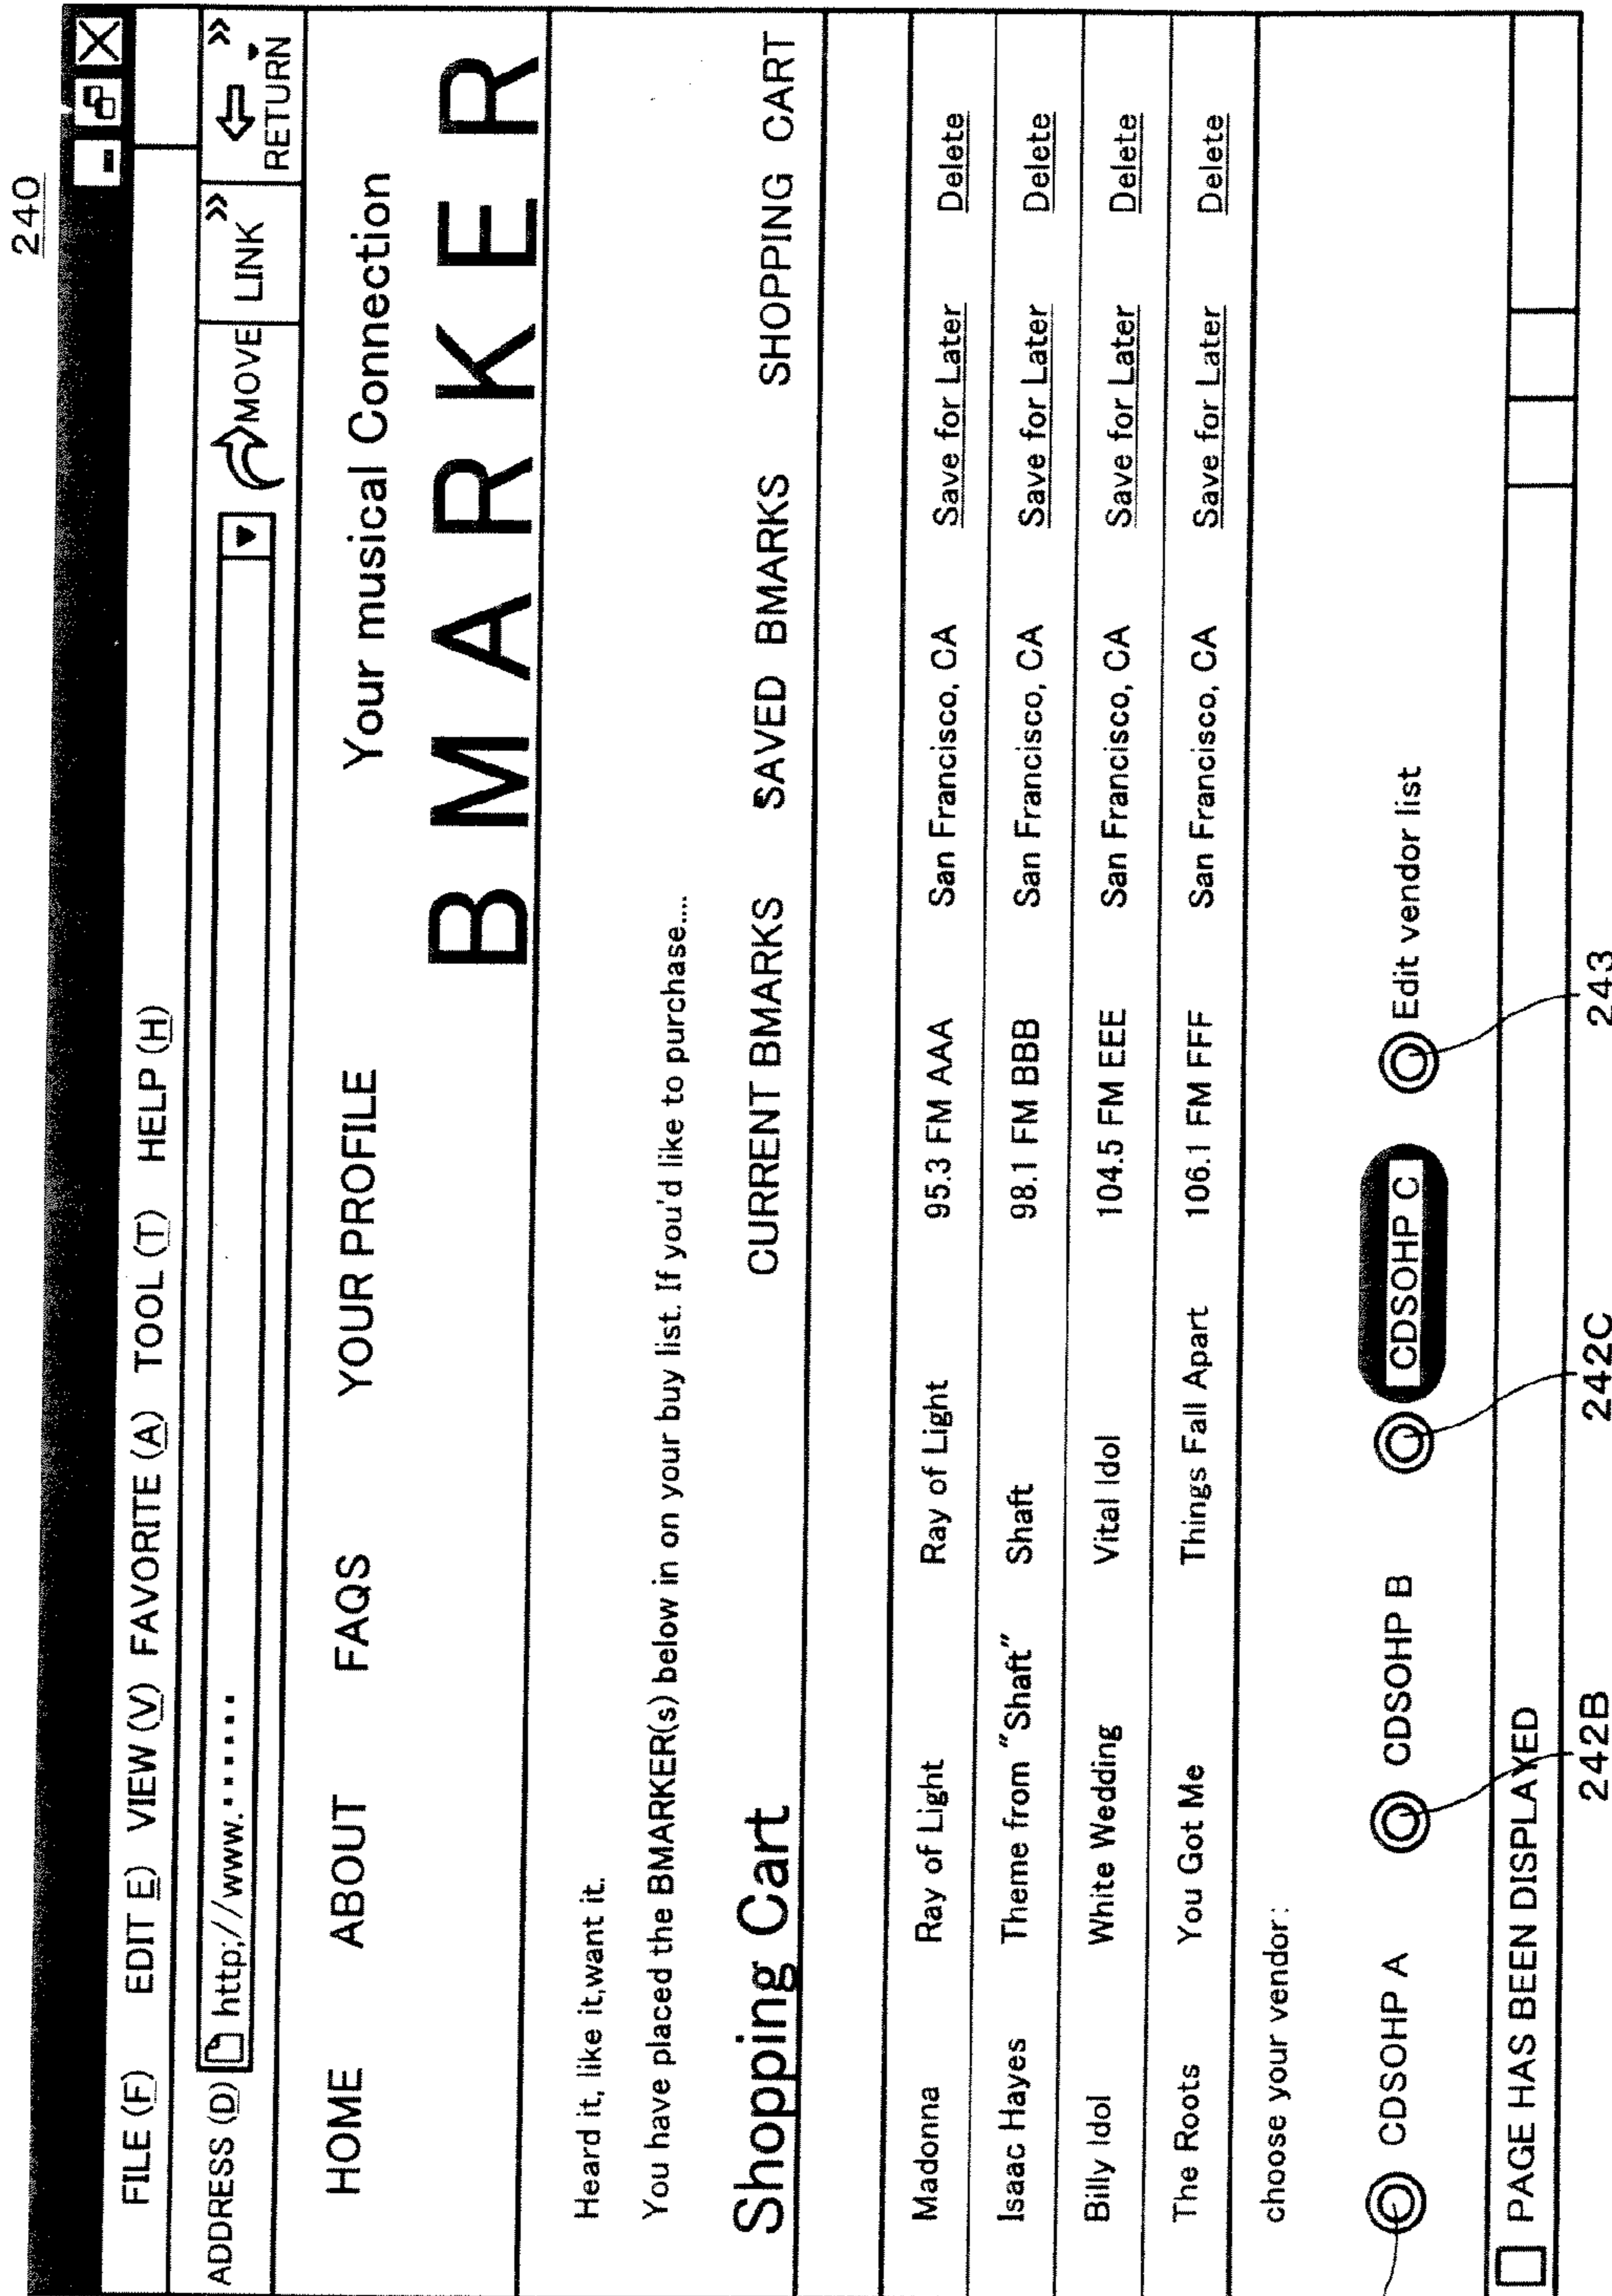 240
FILE (F) EDIT E) VIEW (V) FAVORITE (A) TOOL (T) HELP (H)
ADDRESS (D) http;//www.▪▪▪▪▪▪ ▼ MOVE LINK » RETURN »
HOME ABOUT FAQS YOUR PROFILE Your musical Connection
BMARKER
Heard it, like it,want it.
You have placed the BMARKER(s) below in on your buy list. If you'd like to purchase....
Shopping Cart CURRENT BMARKS SAVED BMARKS SHOPPING CART
Madonna Ray of Light Ray of Light 95.3 FM AAA San Francisco, CA Save for Later Delete
Isaac Hayes Theme from "Shaft" Shaft 98.1 FM BBB San Francisco, CA Save for Later Delete
Billy Idol White Wedding Vital Idol 104.5 FM EEE San Francisco, CA Save for Later Delete
The Roots You Got Me Things Fall Apart 106.1 FM FFF San Francisco, CA Save for Later Delete
choose your vendor:
CDSOHP A CDSOHP B CDSOHP C Edit vendor list
PAGE HAS BEEN DISPLAYED
242B 242C 243